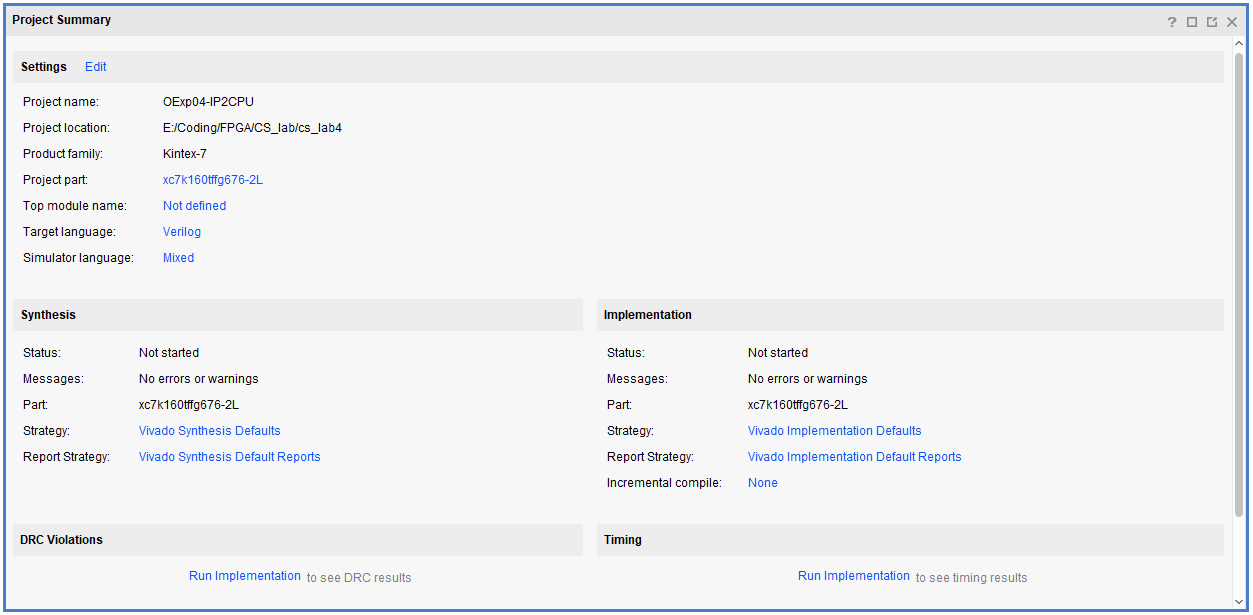 Project Summary
Settings Edit
Project name: OExp04-IP2CPU
Project location: E:/Coding/FPGA/CS_lab/cs_lab4
Product family: Kintex-7
Project part: xc7k160tffg676-2L
Top module name: Not defined
Target language: Verilog
Simulator language: Mixed
Synthesis
Status: Not started
Messages: No errors or warnings
Part: xc7k160tffg676-2L
Strategy: Vivado Synthesis Defaults
Report Strategy: Vivado Synthesis Default Reports
Implementation
Status: Not started
Messages: No errors or warnings
Part: xc7k160tffg676-2L
Strategy: Vivado Implementation Defaults
Report Strategy: Vivado Implementation Default Reports
Incremental compile: None
DRC Violations
Run Implementation to see DRC results
Timing
Run Implementation to see timing results